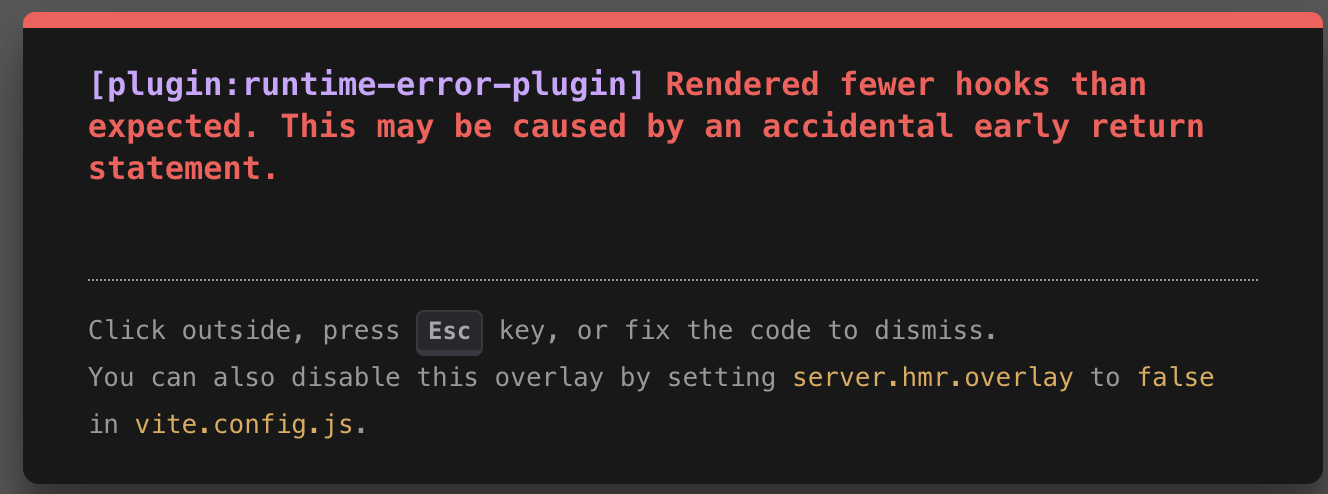 [plugin:runtime-error-plugin] Rendered fewer hooks than
expected. This may be caused by an accidental early return
statement.
Click outside, press Esc key, or fix the code to dismiss.
You can also disable this overlay by setting server.hmr.overlay to false
in vite.config.js.